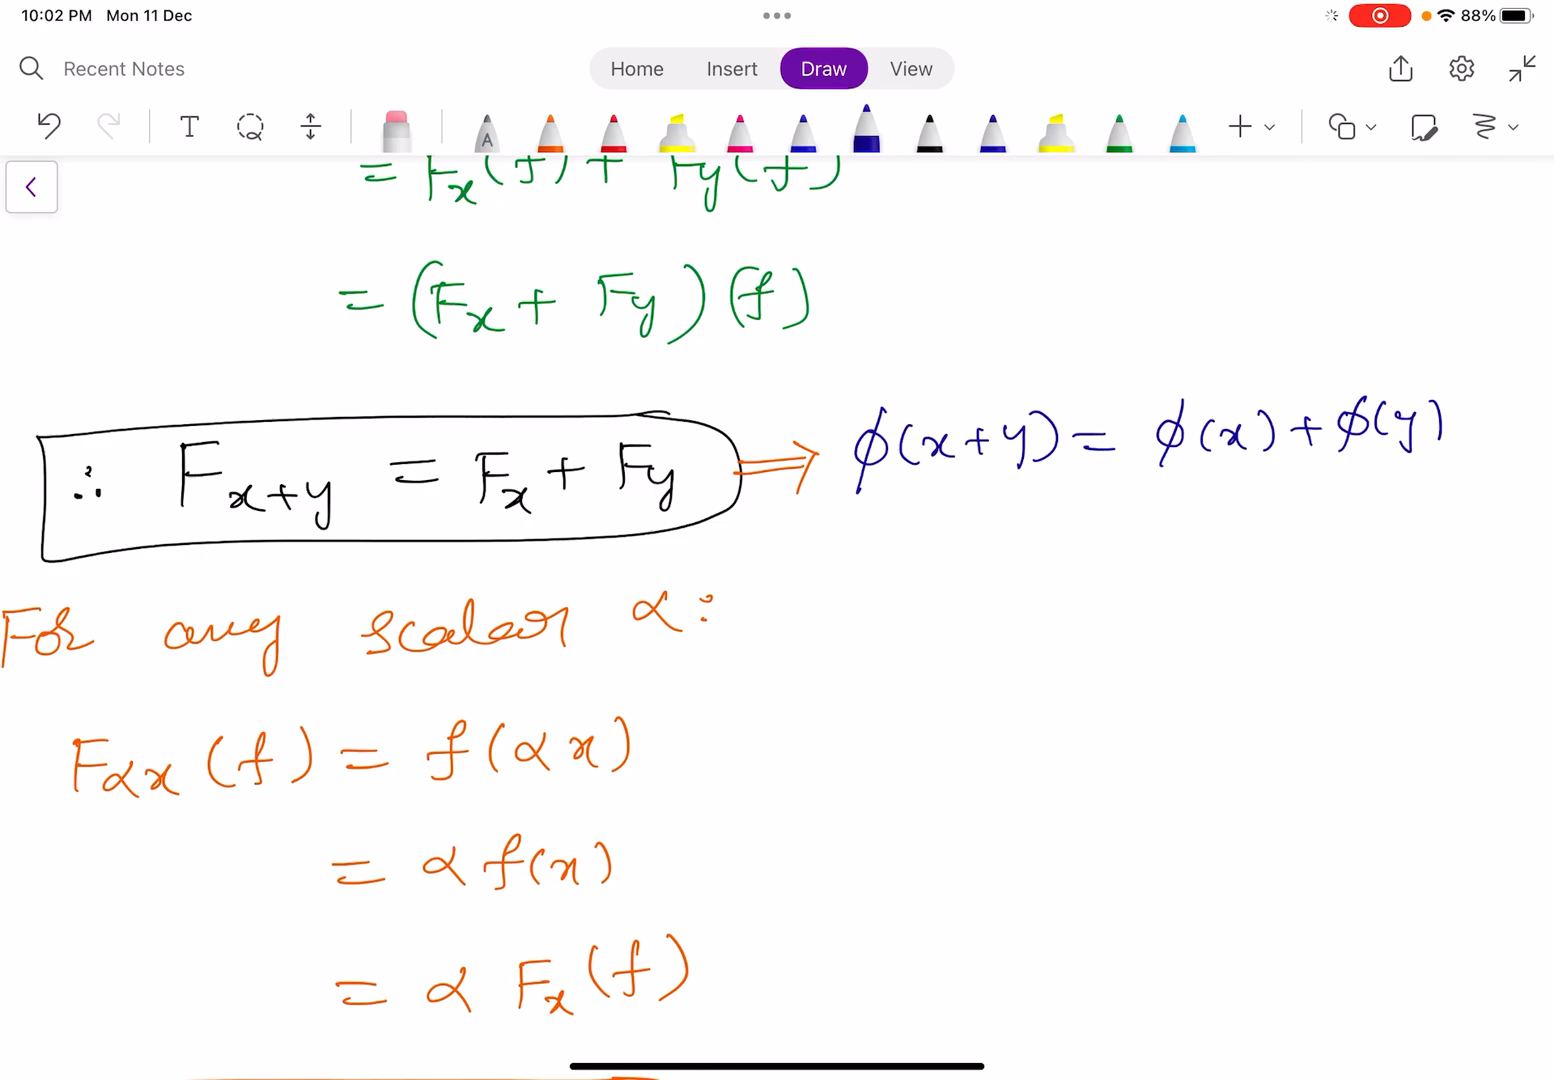 10:02 PM Mon 11 Dec 88%
Recent Notes Home Insert Draw View
T A
= Fx(f) + Fy(f)
= (Fx + Fy)(f)
∴ Fx+y = Fx + Fy ⇒ ϕ(x+y) = ϕ(x) + ϕ(y)
For any scalar α:
Fαx(f) = f(αx)
= α f(x)
= α Fx(f)